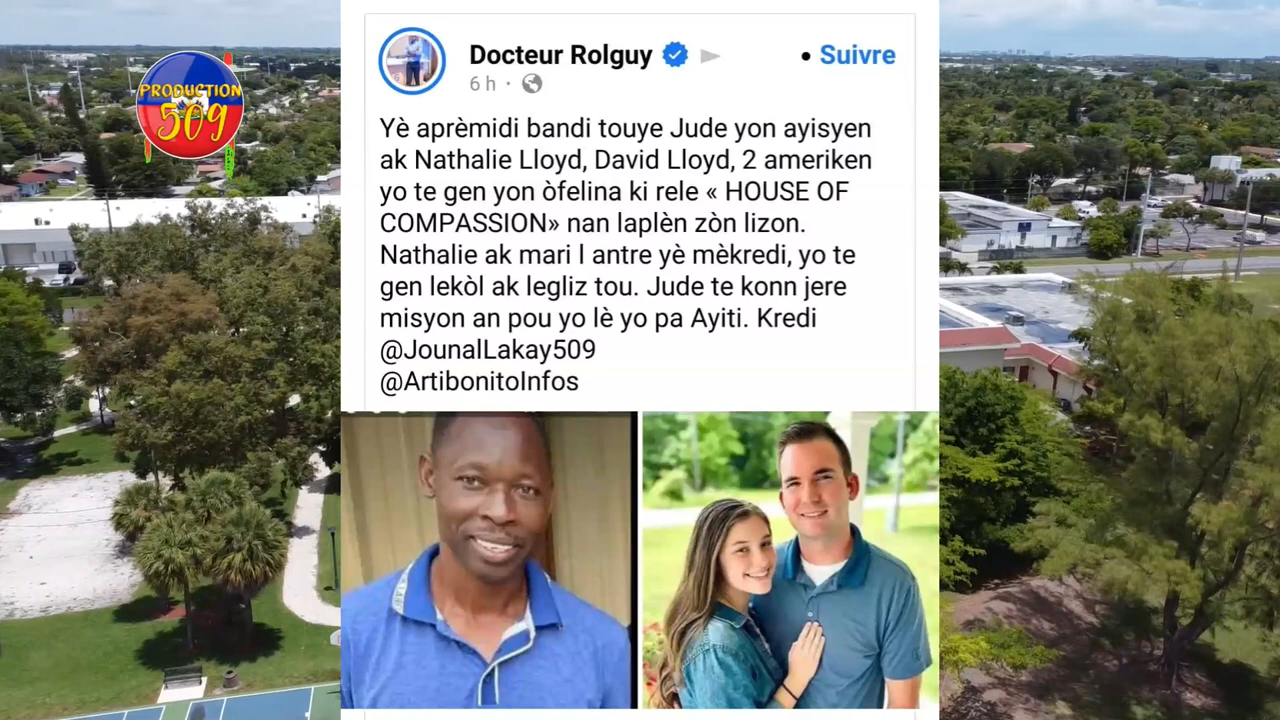 PRODUCTION
509
Docteur Rolguy
• Suivre
6 h ·
Yè aprèmidi bandi touye Jude yon ayisyen
ak Nathalie Lloyd, David Lloyd, 2 ameriken
yo te gen yon òfelina ki rele « HOUSE OF
COMPASSION» nan laplèn zòn lizon.
Nathalie ak mari l antre yè mèkredi, yo te
gen lekòl ak legliz tou. Jude te konn jere
misyon an pou yo lè yo pa Ayiti. Kredi
@JounalLakay509
@ArtibonitoInfos